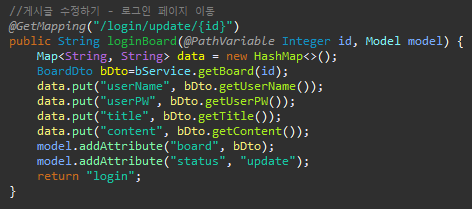 //게시글 수정하기 - 로그인 페이지 이동
@GetMapping("/login/update/{id}")
public String loginBoard(@PathVariable Integer id, Model model) {
    Map<String, String> data = new HashMap<>();
    BoardDto bDto=bService.getBoard(id);
    data.put("userName", bDto.getUserName());
    data.put("userPW", bDto.getUserPW());
    data.put("title", bDto.getTitle());
    data.put("content", bDto.getContent());
    model.addAttribute("board", bDto);
    model.addAttribute("status", "update");
    return "login";
}